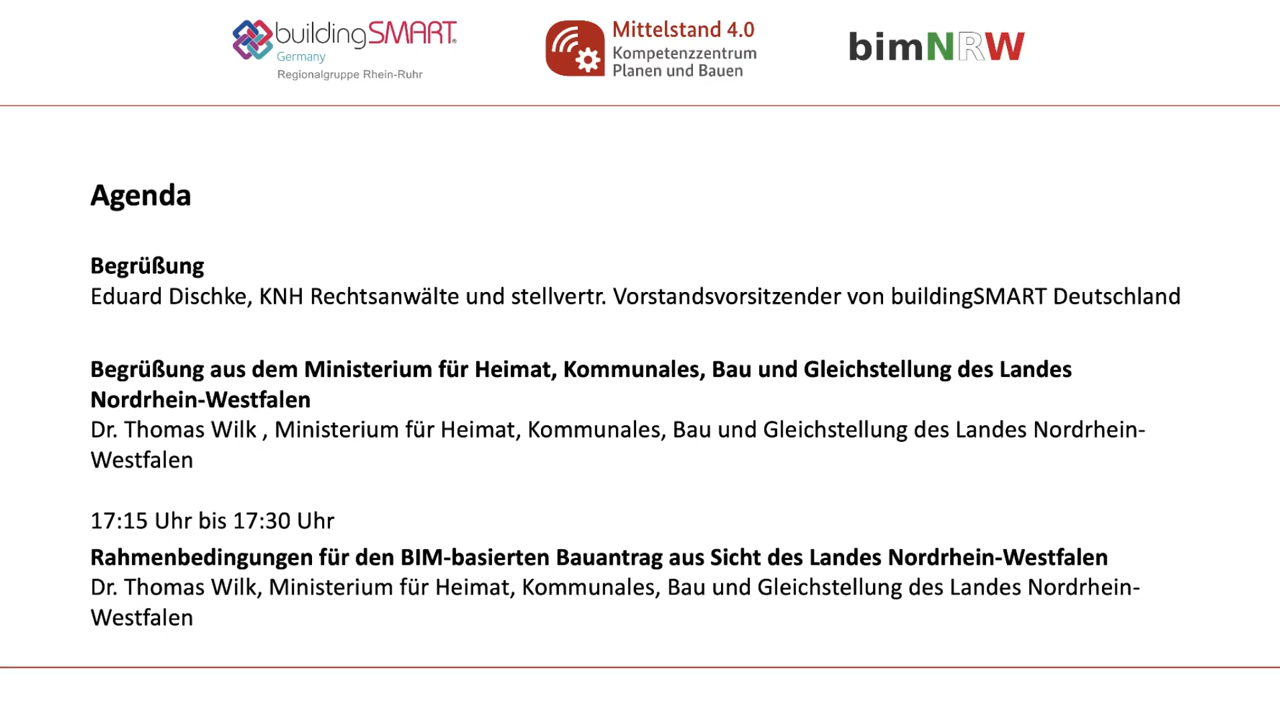 buildingSMART®
Germany
Regionalgruppe Rhein-Ruhr
Mittelstand 4.0
Kompetenzzentrum
Planen und Bauen
bimNRW
Agenda
Begrüßung
Eduard Dischke, KNH Rechtsanwälte und stellvertr. Vorstandsvorsitzender von buildingSMART Deutschland
Begrüßung aus dem Ministerium für Heimat, Kommunales, Bau und Gleichstellung des Landes
Nordrhein-Westfalen
Dr. Thomas Wilk , Ministerium für Heimat, Kommunales, Bau und Gleichstellung des Landes Nordrhein-
Westfalen
17:15 Uhr bis 17:30 Uhr
Rahmenbedingungen für den BIM-basierten Bauantrag aus Sicht des Landes Nordrhein-Westfalen
Dr. Thomas Wilk, Ministerium für Heimat, Kommunales, Bau und Gleichstellung des Landes Nordrhein-
Westfalen